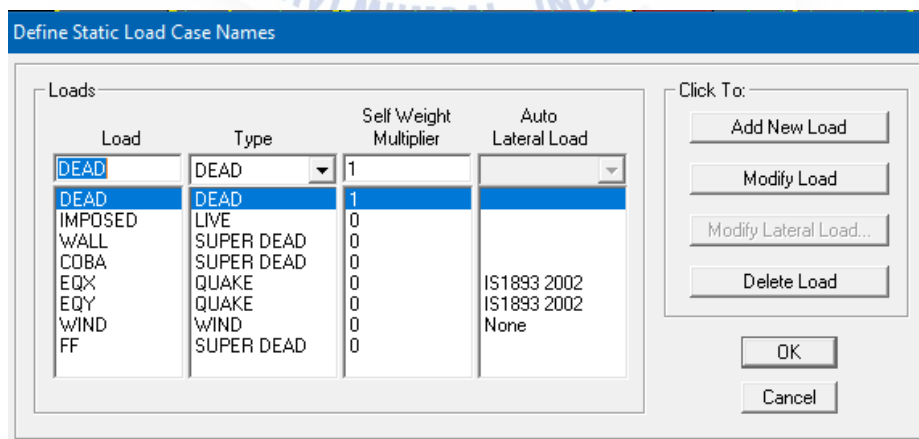 Define Static Load Case Names
Loads
Load Type Self Weight Multiplier Auto Lateral Load
DEAD DEAD 1
DEAD DEAD 1
IMPOSED LIVE 0
WALL SUPER DEAD 0
COBA SUPER DEAD 0
EQX QUAKE 0 IS1893 2002
EQY QUAKE 0 IS1893 2002
WIND WIND 0 None
FF SUPER DEAD 0
Click To:
Add New Load
Modify Load
Modify Lateral Load...
Delete Load
OK
Cancel